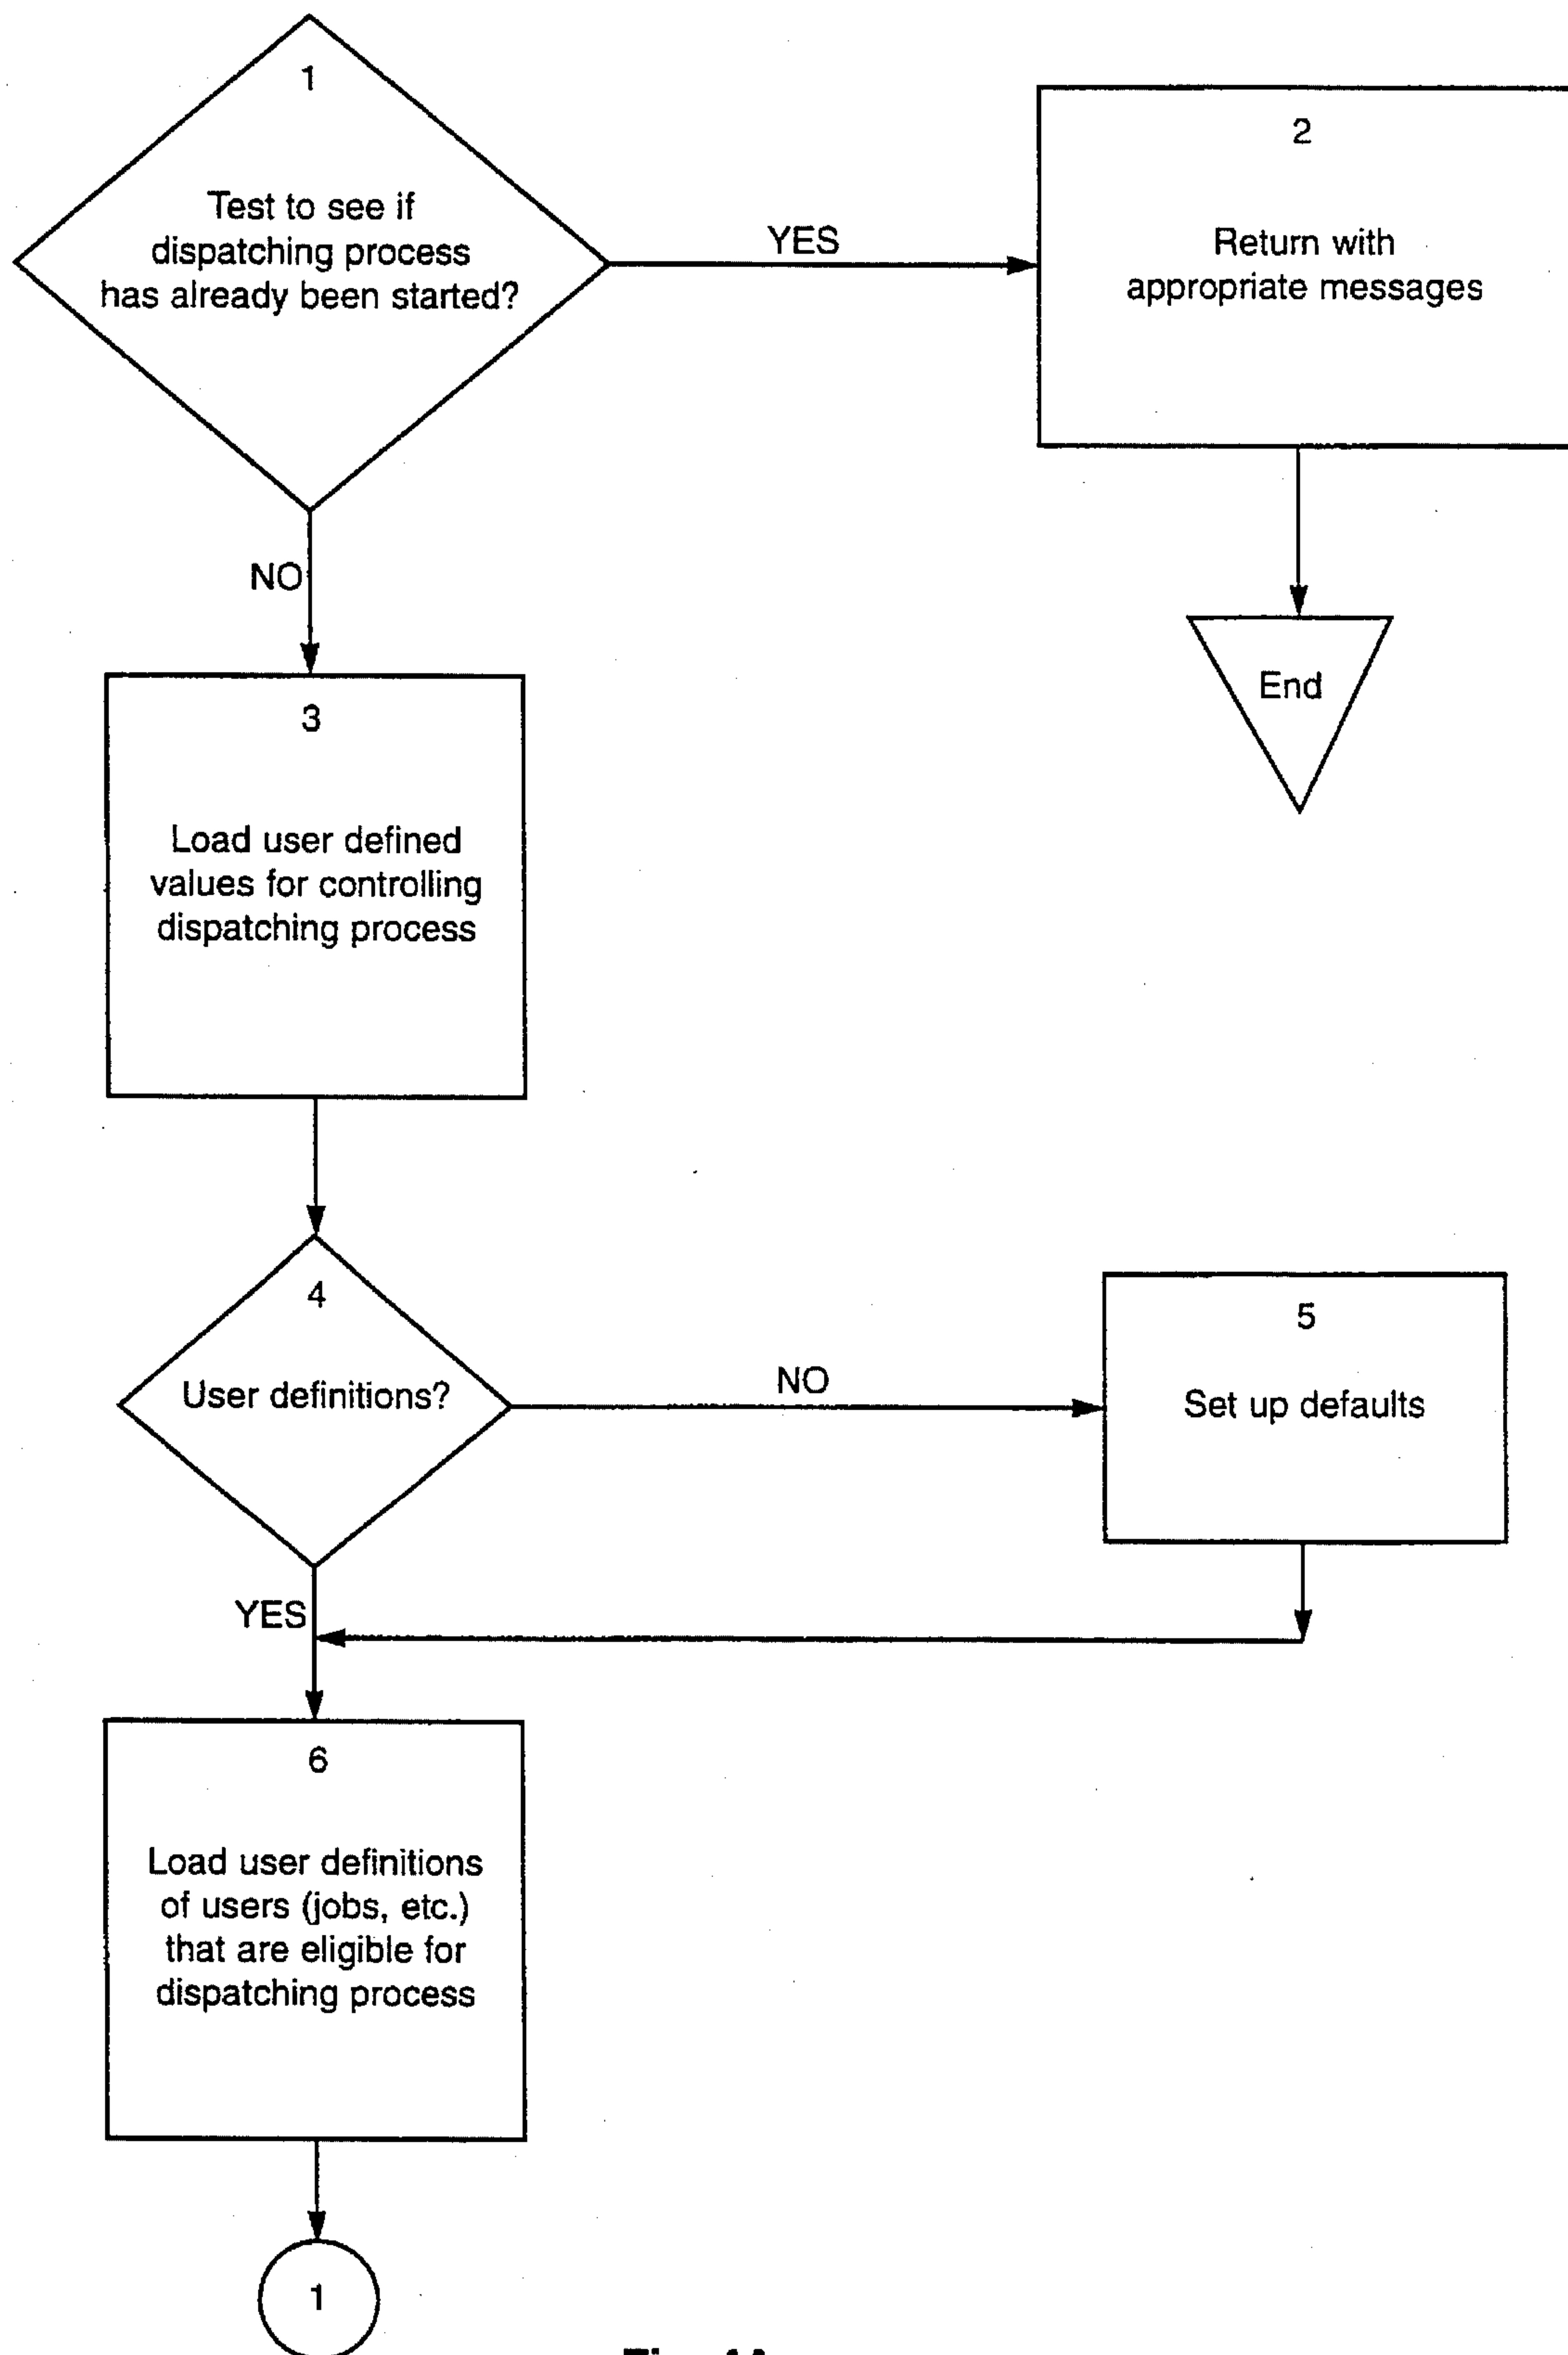 1
Test to see if
dispatching process
has already been started?
YES
2
Return with
appropriate messages
End
NO
3
Load user defined
values for controlling
dispatching process
4
User definitions?
NO
5
Set up defaults
YES
6
Load user definitions
of users (jobs, etc.)
that are eligible for
dispatching process
1